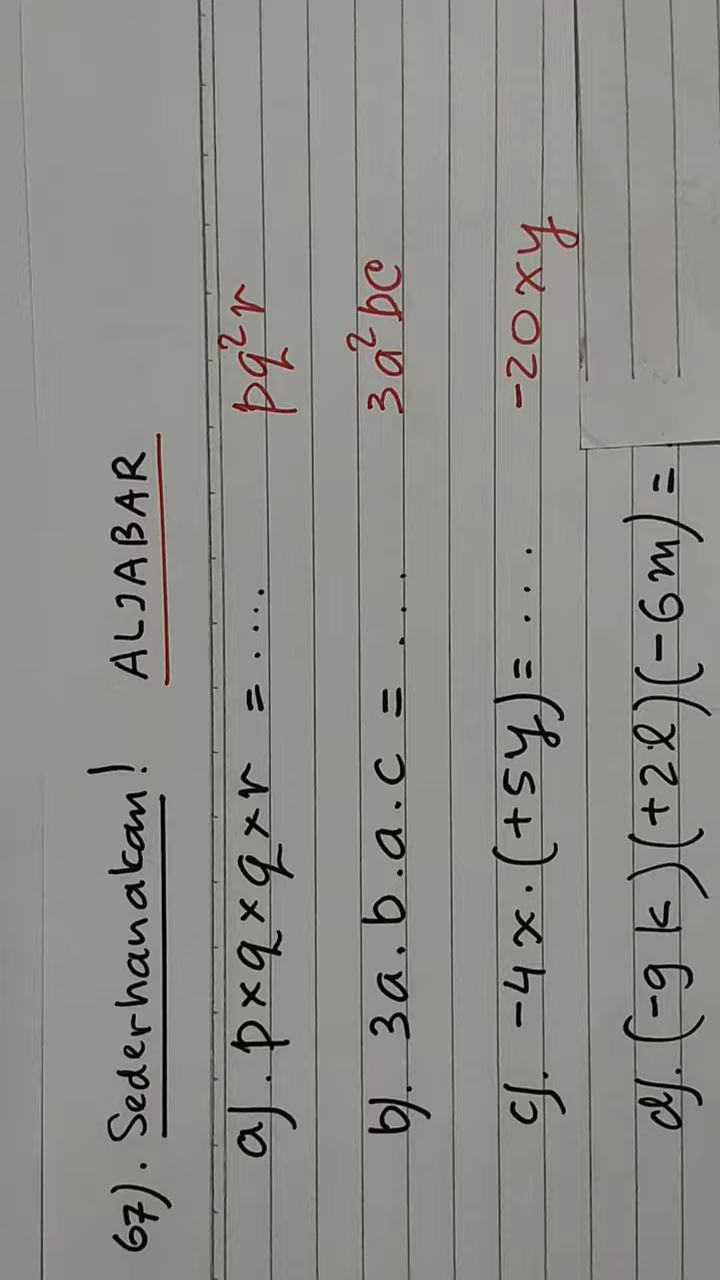 67). Sederhanakan! ALJABAR
a). p x q x q x r = .... pq²r
b). 3a . b . a . c = .... 3a²bc
c). -4x . (+5y) = ... -20xy
d). (-9k)(+2l)(-6m) =